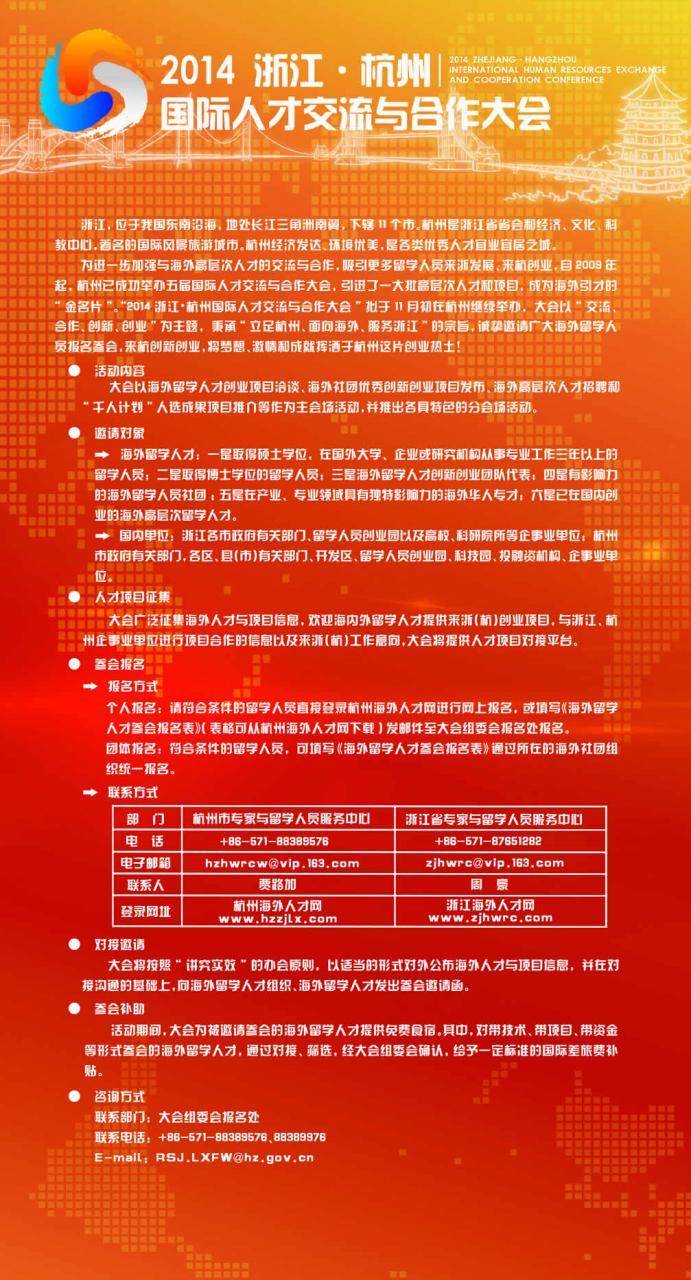 2014 浙江·杭州
国际人才交流与合作大会
2014 ZHEJIANG·HANGZHOU
INTERNATIONAL HUMAN RESOURCES EXCHANGE
AND COOPERATION CONFERENCE
浙江,位于我国东南沿海,地处长江三角洲南翼,下辖11个市。杭州是浙江省省会和经济、文化、科
教中心,著名的国际风景旅游城市。杭州经济发达、环境优美,是各类优秀人才宜业宜居之城。
为进一步加强与海外高层次人才的交流与合作,吸引更多留学人员来浙发展、来杭创业,自2009年
起,杭州已成功举办五届国际人才交流与合作大会,引进了一大批高层次人才和项目,成为海外引才的
“金名片”。“2014浙江·杭州国际人才交流与合作大会”拟于11月初在杭州继续举办,大会以“交流、
合作、创新、创业”为主题,秉承“立足杭州、面向海外、服务浙江”的宗旨,诚挚邀请广大海外留学人
员报名参会,来杭创新创业,将梦想、激情和成就挥洒于杭州这片创业热土!
● 活动内容
大会以海外留学人才创业项目洽谈、海外社团优秀创新创业项目发布、海外高层次人才招聘和
“千人计划”人选成果项目推介等作为主会场活动,并推出各具特色的分会场活动。
● 邀请对象
➡ 海外留学人才:一是取得硕士学位,在国外大学、企业或研究机构从事专业工作三年以上的
留学人员;二是取得博士学位的留学人员;三是海外留学人才创新创业团队代表;四是有影响力
的海外留学人员社团;五是在产业、专业领域具有独特影响力的海外华人专才;六是已在国内创
业的海外高层次留学人才。
➡ 国内单位:浙江各市政府有关部门、留学人员创业园以及高校、科研院所等企事业单位;杭州
市政府有关部门,各区、县(市)有关部门、开发区、留学人员创业园、科技园、投融资机构、企事业单
位。
● 人才项目征集
大会广泛征集海外人才与项目信息,欢迎海内外留学人才提供来浙(杭)创业项目,与浙江、杭
州企事业单位进行项目合作的信息以及来浙(杭)工作意向,大会将提供人才项目对接平台。
● 参会报名
➡ 报名方式
个人报名:请符合条件的留学人员直接登录杭州海外人才网进行网上报名,或填写《海外留学
人才参会报名表》(表格可从杭州海外人才网下载)发邮件至大会组委会报名处报名。
团体报名:符合条件的留学人员,可填写《海外留学人才参会报名表》通过所在的海外社团组
织统一报名。
➡ 联系方式
部 门 杭州市专家与留学人员服务中心 浙江省专家与留学人员服务中心
电 话 +86-571-88389576 +86-571-87651282
电子邮箱 hzhwrcw@vip.163.com zjhwrc@vip.163.com
联系人 贾路加 周 豪
登录网址 杭州海外人才网 浙江海外人才网
www.hzzjlx.com www.zjhwrc.com
● 对接邀请
大会将按照“讲究实效”的办会原则,以适当的形式对外公布海外人才与项目信息,并在对
接沟通的基础上,向海外留学人才组织、海外留学人才发出参会邀请函。
● 参会补助
活动期间,大会为被邀请参会的海外留学人才提供免费食宿。其中,对带技术、带项目、带资金
等形式参会的海外留学人才,通过对接、筛选,经大会组委会确认,给予一定标准的国际差旅费补
贴。
● 咨询方式
联系部门:大会组委会报名处
联系电话:+86-571-88389576、88389976
E-mail:RSJ.LXFW@hz.gov.cn